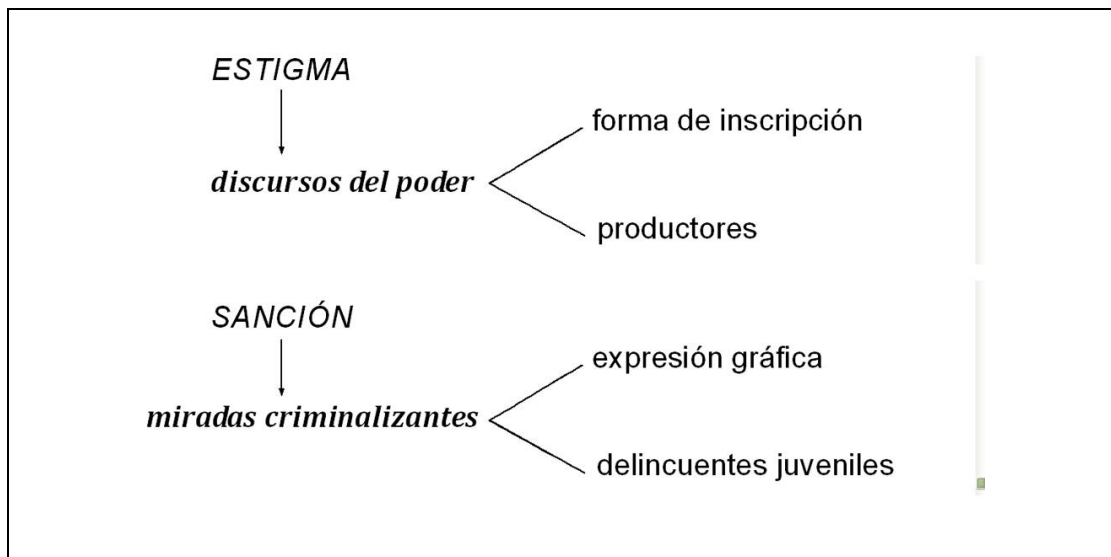 ESTIGMA
forma de inscripción
discursos del poder
productores
SANCIÓN
expresión gráfica
miradas criminalizantes
delincuentes juveniles